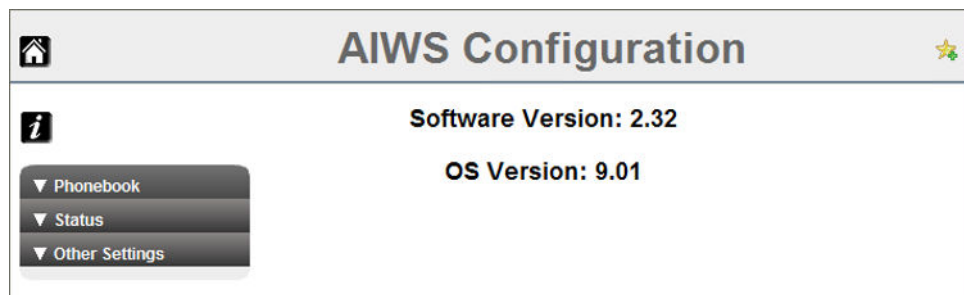 AIWS Configuration
Software Version: 2.32
OS Version: 9.01
▼ Phonebook
▼ Status
▼ Other Settings